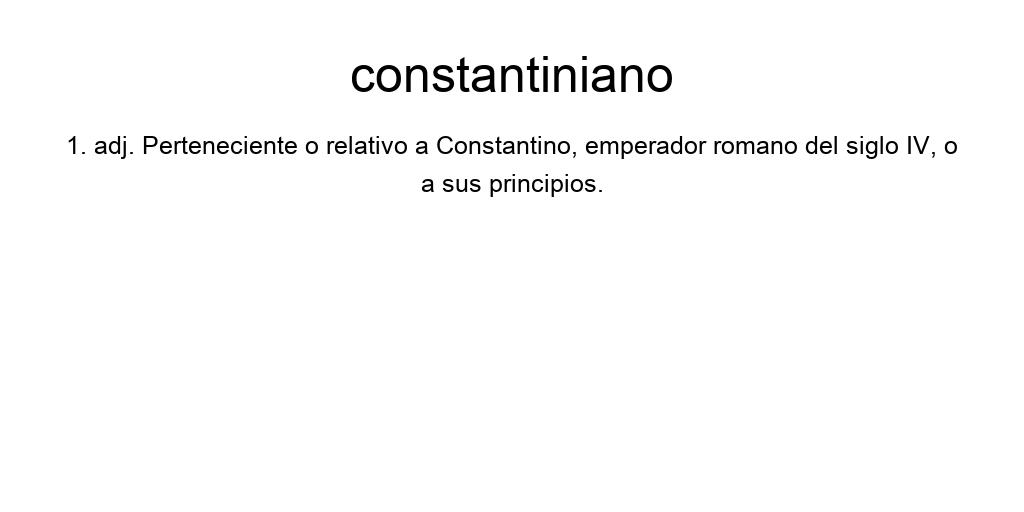 constantiniano
1. adj. Perteneciente o relativo a Constantino, emperador romano del siglo IV, o
a sus principios.